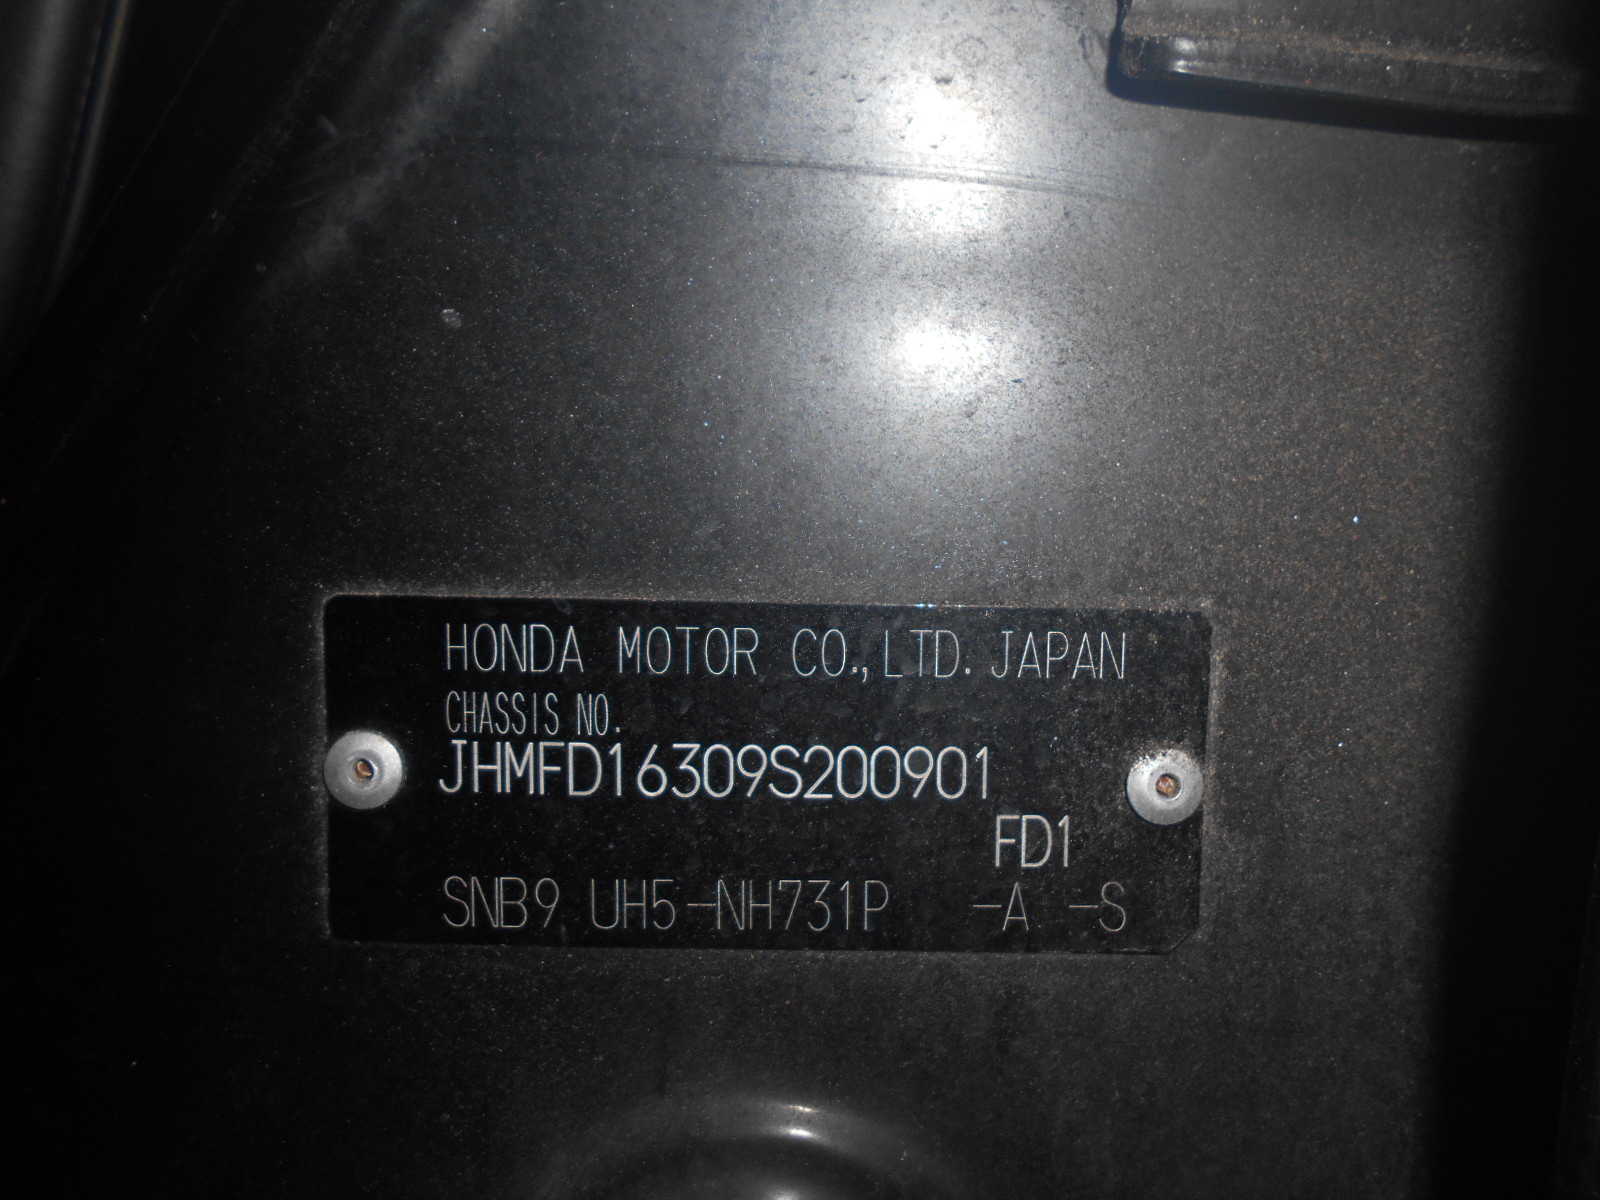 HONDA MOTOR CO.,LTD. JAPAN
CHASSIS NO.
JHMFD16309S200901
FD1
SNB9 UH5-NH731P -A -S